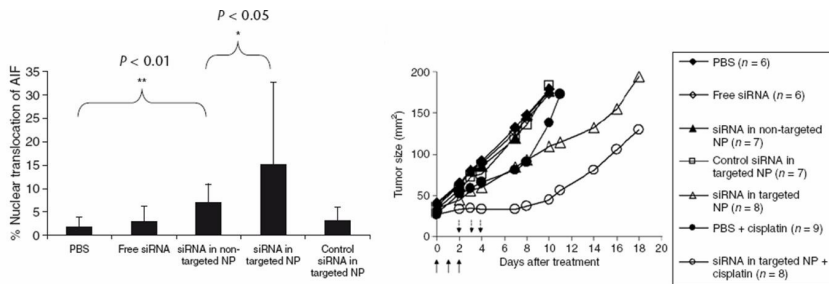 P < 0.05
*
P < 0.01
**
% Nuclear translocation of AIF
35
30
25
20
15
10
5
0
PBS
Free siRNA
siRNA in non-
targeted NP
siRNA in
targeted NP
Control
siRNA in
targeted NP
Tumor size (mm²)
200
150
100
50
0
0 2 4 6 8 10 12 14 16 18 20
Days after treatment
PBS (n = 6)
Free siRNA (n = 6)
siRNA in non-targeted
NP (n = 7)
Control siRNA in
targeted NP (n = 7)
siRNA in targeted
NP (n = 8)
PBS + cisplatin (n = 9)
siRNA in targeted NP +
cisplatin (n = 8)